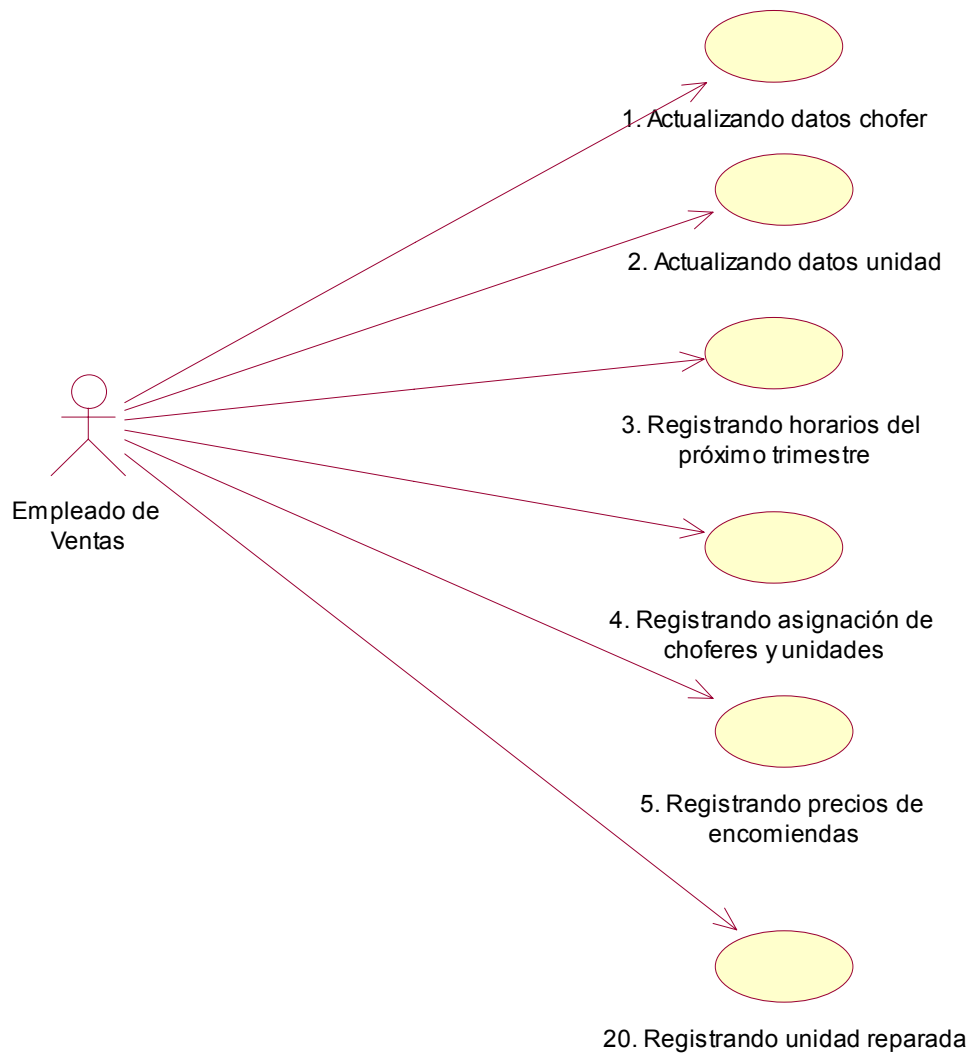 1. Actualizando datos chofer
2. Actualizando datos unidad
3. Registrando horarios del
próximo trimestre
Empleado de
Ventas
4. Registrando asignación de
choferes y unidades
5. Registrando precios de
encomiendas
20. Registrando unidad reparada